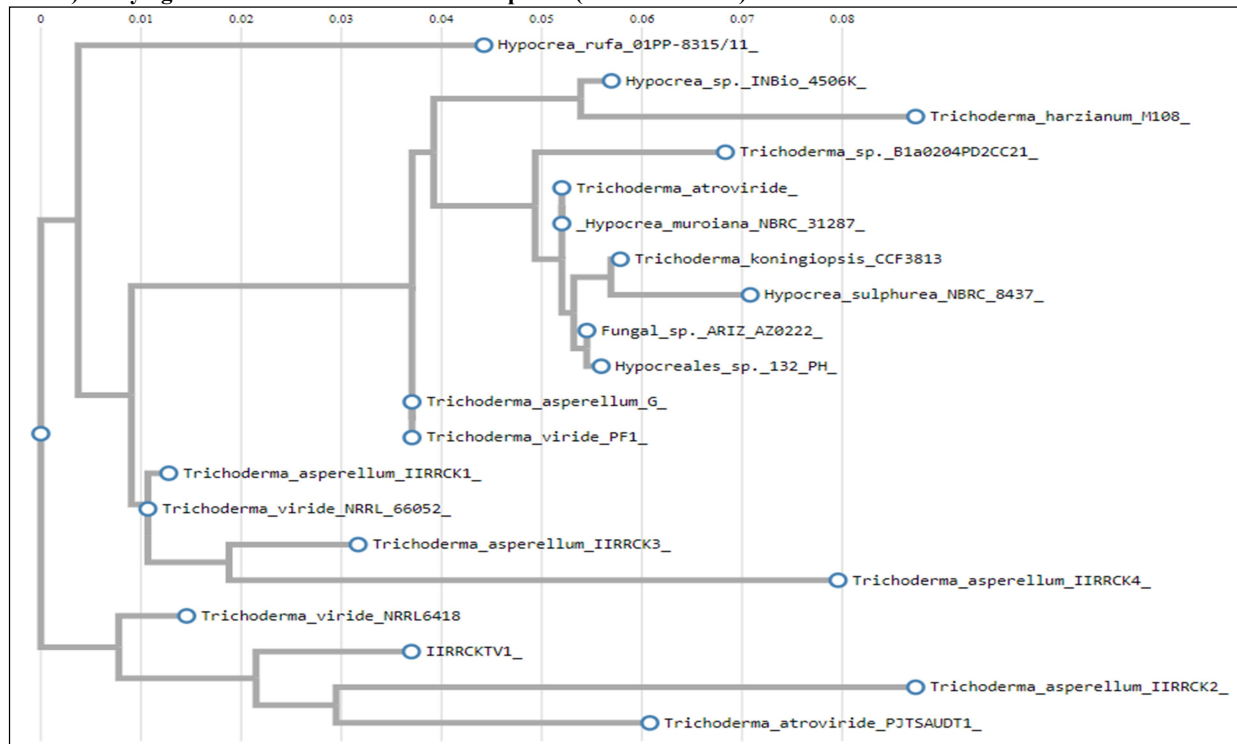 0 0.01 0.02 0.03 0.04 0.05 0.06 0.07 0.08
Hypocrea_rufa_01PP-8315/11_
Hypocrea_sp._INBio_4506K_
Trichoderma_harzianum_M108_
Trichoderma_sp._B1a0204PD2CC21_
Trichoderma_atroviride_
_Hypocrea_muroiana_NBRC_31287_
Trichoderma_koningiopsis_CCF3813
Hypocrea_sulphurea_NBRC_8437_
Fungal_sp._ARIZ_AZ0222_
Hypocreales_sp._132_PH_
Trichoderma_asperellum_G_
Trichoderma_viride_PF1_
Trichoderma_asperellum_IIRRCK1_
Trichoderma_viride_NRRL_66052_
Trichoderma_asperellum_IIRRCK3_
Trichoderma_asperellum_IIRRCK4_
Trichoderma_viride_NRRL6418
IIRRCKTV1_
Trichoderma_asperellum_IIRRCK2_
Trichoderma_atroviride_PJTSAUDT1_